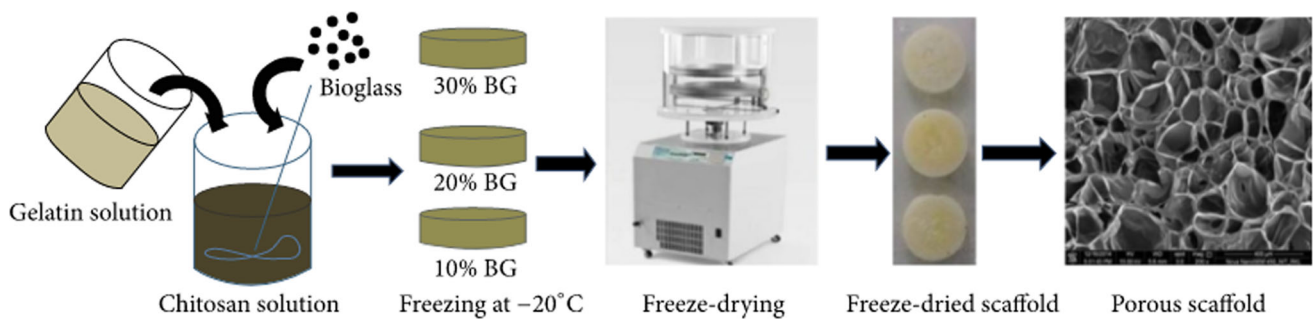 Gelatin solution
Bioglass
Chitosan solution
30% BG
20% BG
10% BG
Freezing at −20°C
Freeze-drying
Freeze-dried scaffold
Porous scaffold